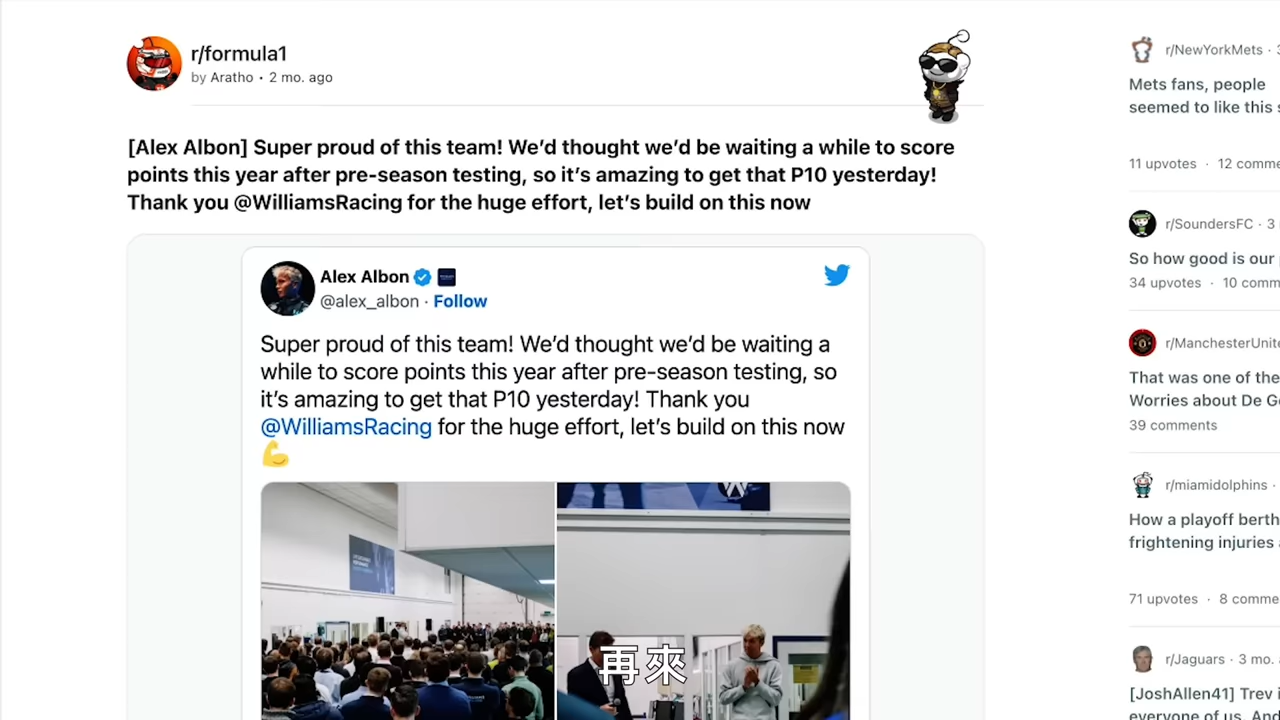 r/formula1
by Aratho • 2 mo. ago
[Alex Albon] Super proud of this team! We’d thought we’d be waiting a while to score
points this year after pre-season testing, so it’s amazing to get that P10 yesterday!
Thank you @WilliamsRacing for the huge effort, let’s build on this now
Alex Albon
@alex_albon · Follow
Super proud of this team! We’d thought we’d be waiting a
while to score points this year after pre-season testing, so
it’s amazing to get that P10 yesterday! Thank you
@WilliamsRacing for the huge effort, let’s build on this now
💪
再來
r/NewYorkMets · 3
Mets fans, people
seemed to like this s
11 upvotes · 12 comme
r/SoundersFC · 3
So how good is our
34 upvotes · 10 comm
r/ManchesterUnite
That was one of the
Worries about De G
39 comments
r/miamidolphins ·
How a playoff berth
frightening injuries
71 upvotes · 8 comme
r/Jaguars · 3 mo.
[JoshAllen41] Trev i
everyone of us. And